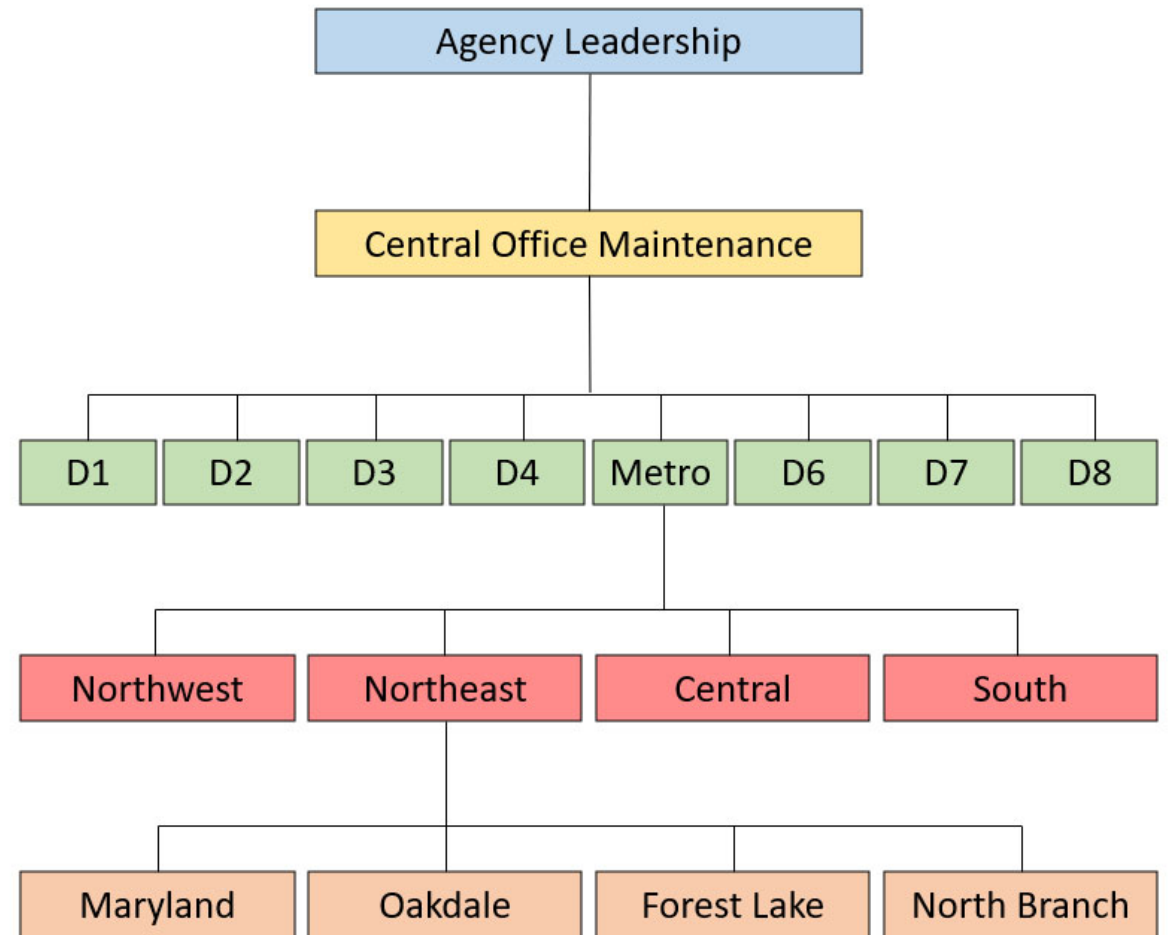 Agency Leadership
Central Office Maintenance
D1 D2 D3 D4 Metro D6 D7 D8
Northwest Northeast Central South
Maryland Oakdale Forest Lake North Branch